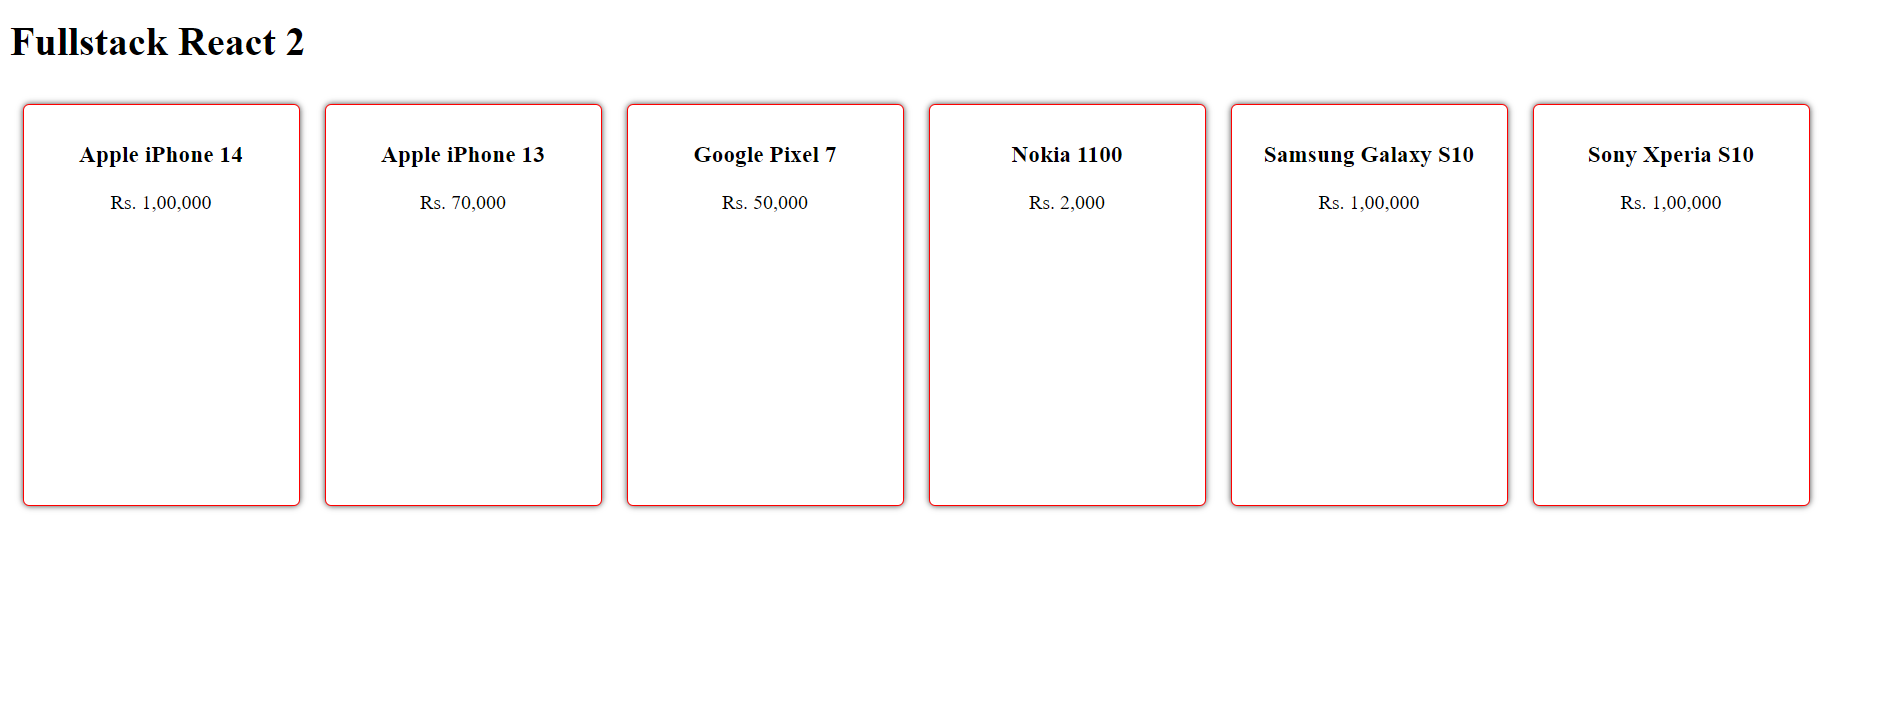 Fullstack React 2
Apple iPhone 14
Rs. 1,00,000
Apple iPhone 13
Rs. 70,000
Google Pixel 7
Rs. 50,000
Nokia 1100
Rs. 2,000
Samsung Galaxy S10
Rs. 1,00,000
Sony Xperia S10
Rs. 1,00,000